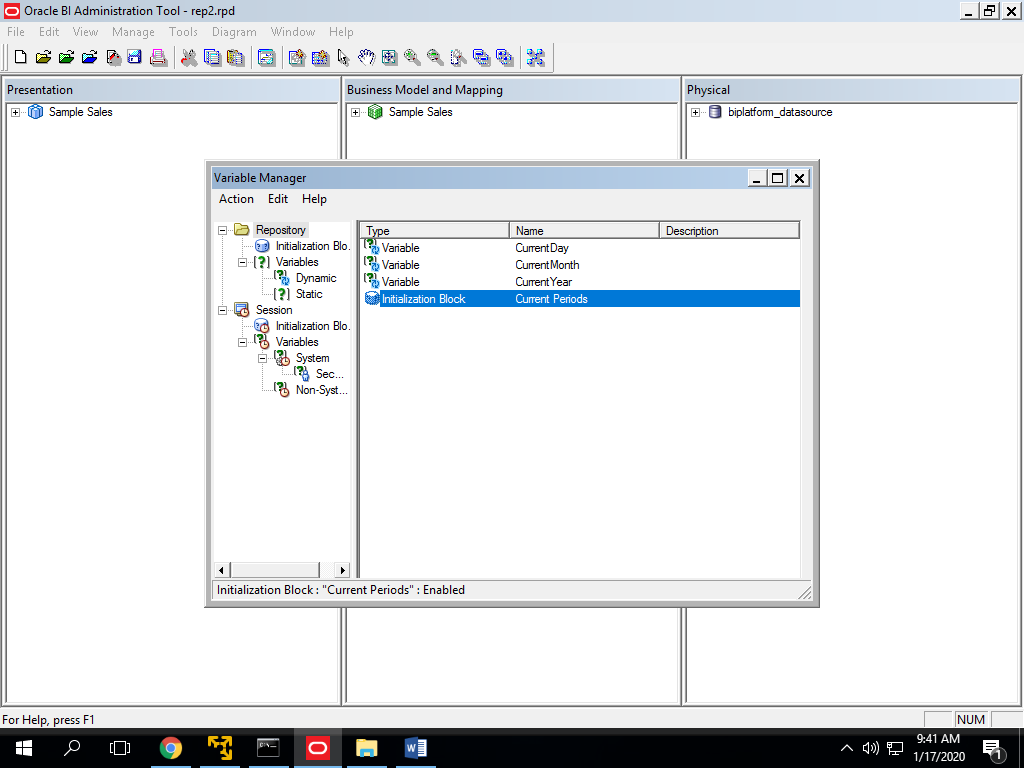 Oracle BI Administration Tool - rep2.rpd
File Edit View Manage Tools Diagram Window Help
Presentation
Sample Sales
Business Model and Mapping
Sample Sales
Physical
biplatform_datasource
Variable Manager
Action Edit Help
Repository
Initialization Blo.
Variables
Dynamic
Static
Session
Initialization Blo.
Variables
System
Sec...
Non-Syst...
Type Name Description
Variable CurrentDay
Variable CurrentMonth
Variable CurrentYear
Initialization Block Current Periods
Initialization Block : "Current Periods" : Enabled
For Help, press F1
NUM
9:41 AM
1/17/2020
1